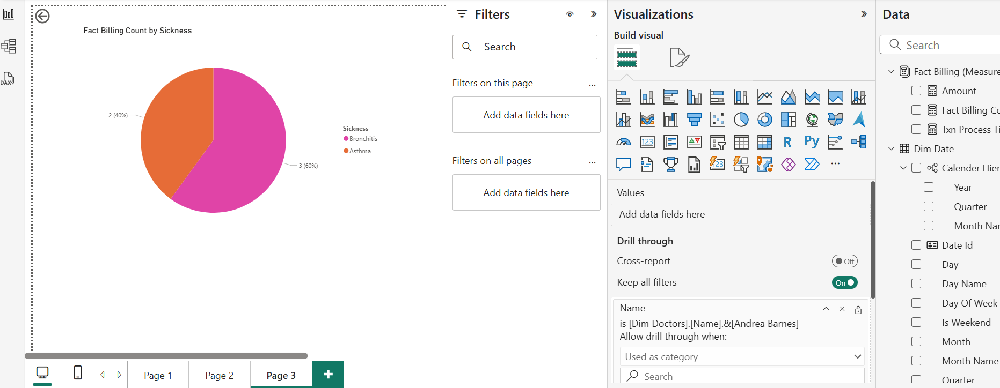 Fact Billing Count by Sickness
2 (40%)
3 (60%)
Sickness
Bronchitis
Asthma
Page 1
Page 2
Page 3
+
DAX
Filters
Search
Filters on this page
...
Add data fields here
Filters on all pages
...
Add data fields here
Visualizations
Build visual
123
R
Py
123
...
Values
Add data fields here
Drill through
Cross-report
Off
Keep all filters
On
Name
is [Dim Doctors].[Name].&[Andrea Barnes]
Allow drill through when:
Used as category
Search
Data
Search
Fact Billing (Measure
Amount
Fact Billing Co
Txn Process Ti
Dim Date
Calender Hier
Year
Quarter
Month Nar
Date Id
Day
Day Name
Day Of Week
Is Weekend
Month
Month Name
Quarter